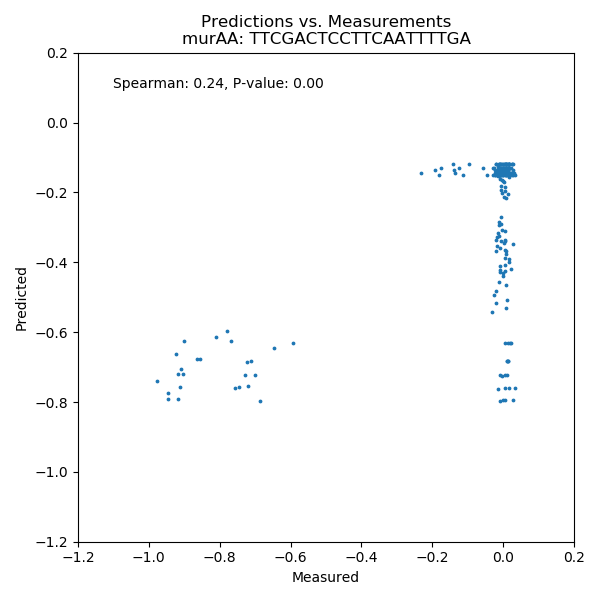 Predictions vs. Measurements
murAA: TTCGACTCCTTCAATTTTGA
Spearman: 0.24, P-value: 0.00
0.2
0.0
−0.2
−0.4
−0.6
−0.8
−1.0
−1.2
Predicted
−1.2 −1.0 −0.8 −0.6 −0.4 −0.2 0.0 0.2
Measured